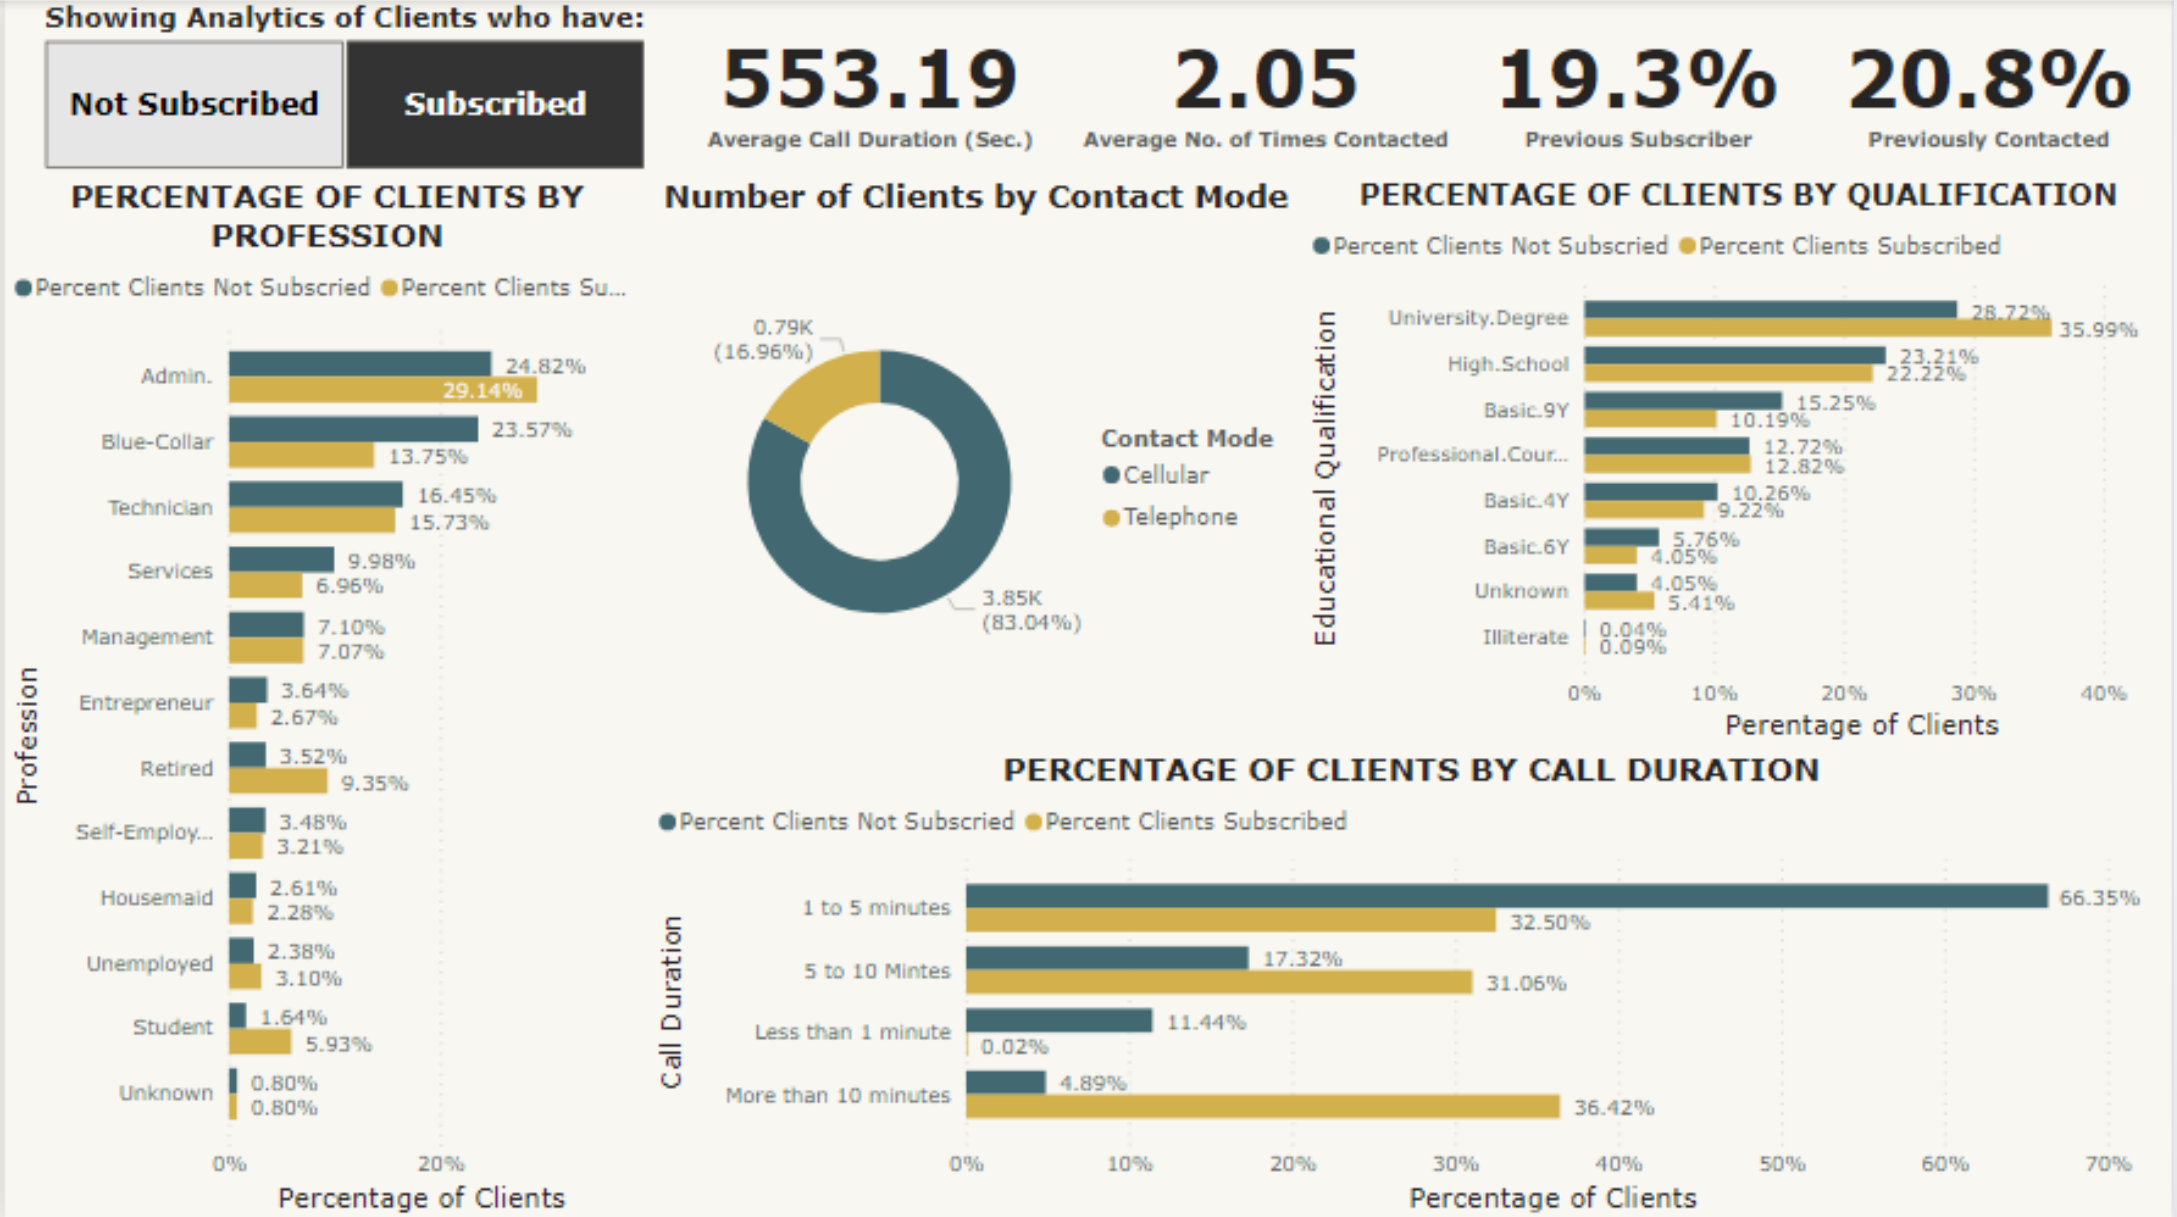 Showing Analytics of Clients who have:
Not Subscribed
Subscribed
553.19
Average Call Duration (Sec.)
2.05
Average No. of Times Contacted
19.3%
Previous Subscriber
20.8%
Previously Contacted
PERCENTAGE OF CLIENTS BY
PROFESSION
Percent Clients Not Subscried
Percent Clients Su...
Profession
Admin.
24.82%
29.14%
Blue-Collar
23.57%
13.75%
Technician
16.45%
15.73%
Services
9.98%
6.96%
Management
7.10%
7.07%
Entrepreneur
3.64%
2.67%
Retired
3.52%
9.35%
Self-Employ...
3.48%
3.21%
Housemaid
2.61%
2.28%
Unemployed
2.38%
3.10%
Student
1.64%
5.93%
Unknown
0.80%
0.80%
0%
20%
Percentage of Clients
Number of Clients by Contact Mode
0.79K
(16.96%)
3.85K
(83.04%)
Contact Mode
Cellular
Telephone
PERCENTAGE OF CLIENTS BY QUALIFICATION
Percent Clients Not Subscried
Percent Clients Subscribed
Educational Qualification
University.Degree
28.72%
35.99%
High.School
23.21%
22.22%
Basic.9Y
15.25%
10.19%
Professional.Cour...
12.72%
12.82%
Basic.4Y
10.26%
9.22%
Basic.6Y
5.76%
4.05%
Unknown
4.05%
5.41%
Illiterate
0.04%
0.09%
0%
10%
20%
30%
40%
Perentage of Clients
PERCENTAGE OF CLIENTS BY CALL DURATION
Percent Clients Not Subscried
Percent Clients Subscribed
Call Duration
1 to 5 minutes
66.35%
32.50%
5 to 10 Mintes
17.32%
31.06%
Less than 1 minute
11.44%
0.02%
More than 10 minutes
4.89%
36.42%
0%
10%
20%
30%
40%
50%
60%
70%
Percentage of Clients